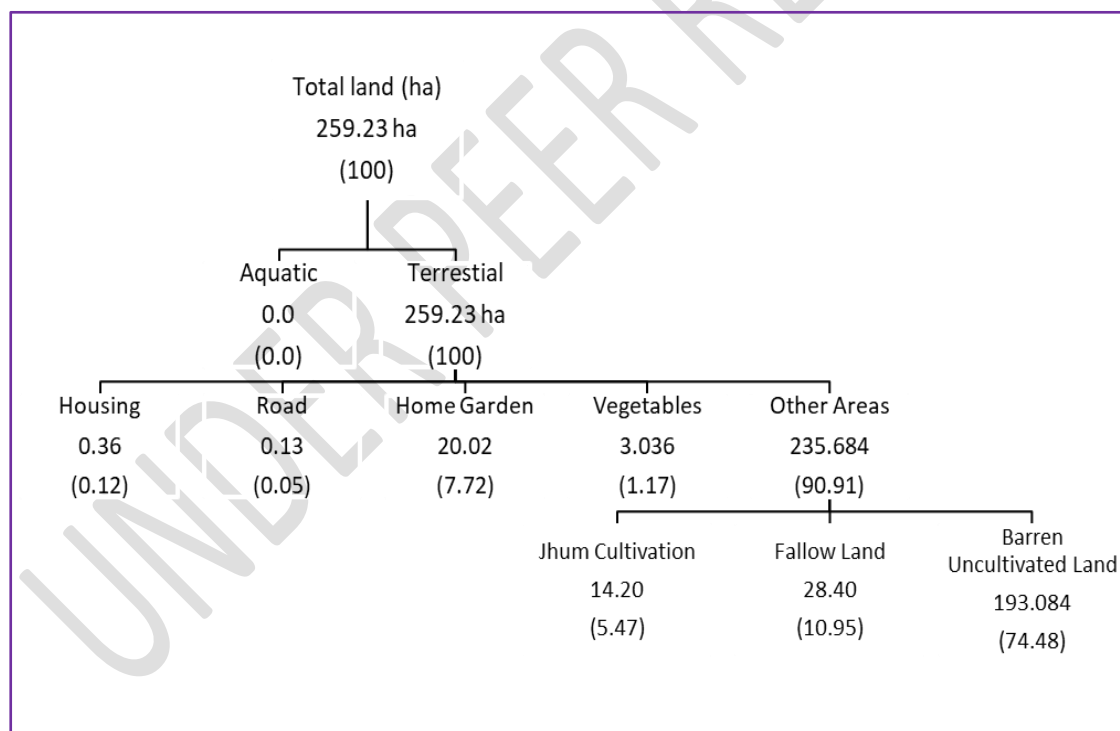 Total land (ha)
259.23 ha
(100)
Aquatic
0.0
(0.0)
Terrestial
259.23 ha
(100)
Housing
0.36
(0.12)
Road
0.13
(0.05)
Home Garden
20.02
(7.72)
Vegetables
3.036
(1.17)
Other Areas
235.684
(90.91)
Jhum Cultivation
14.20
(5.47)
Fallow Land
28.40
(10.95)
Barren
Uncultivated Land
193.084
(74.48)
UNDER PEER RE